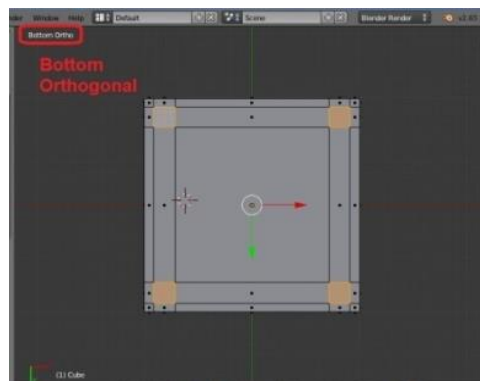 Window Help Default Scene Blender Render
Bottom Ortho
Bottom
Orthogonal
(1) Cube